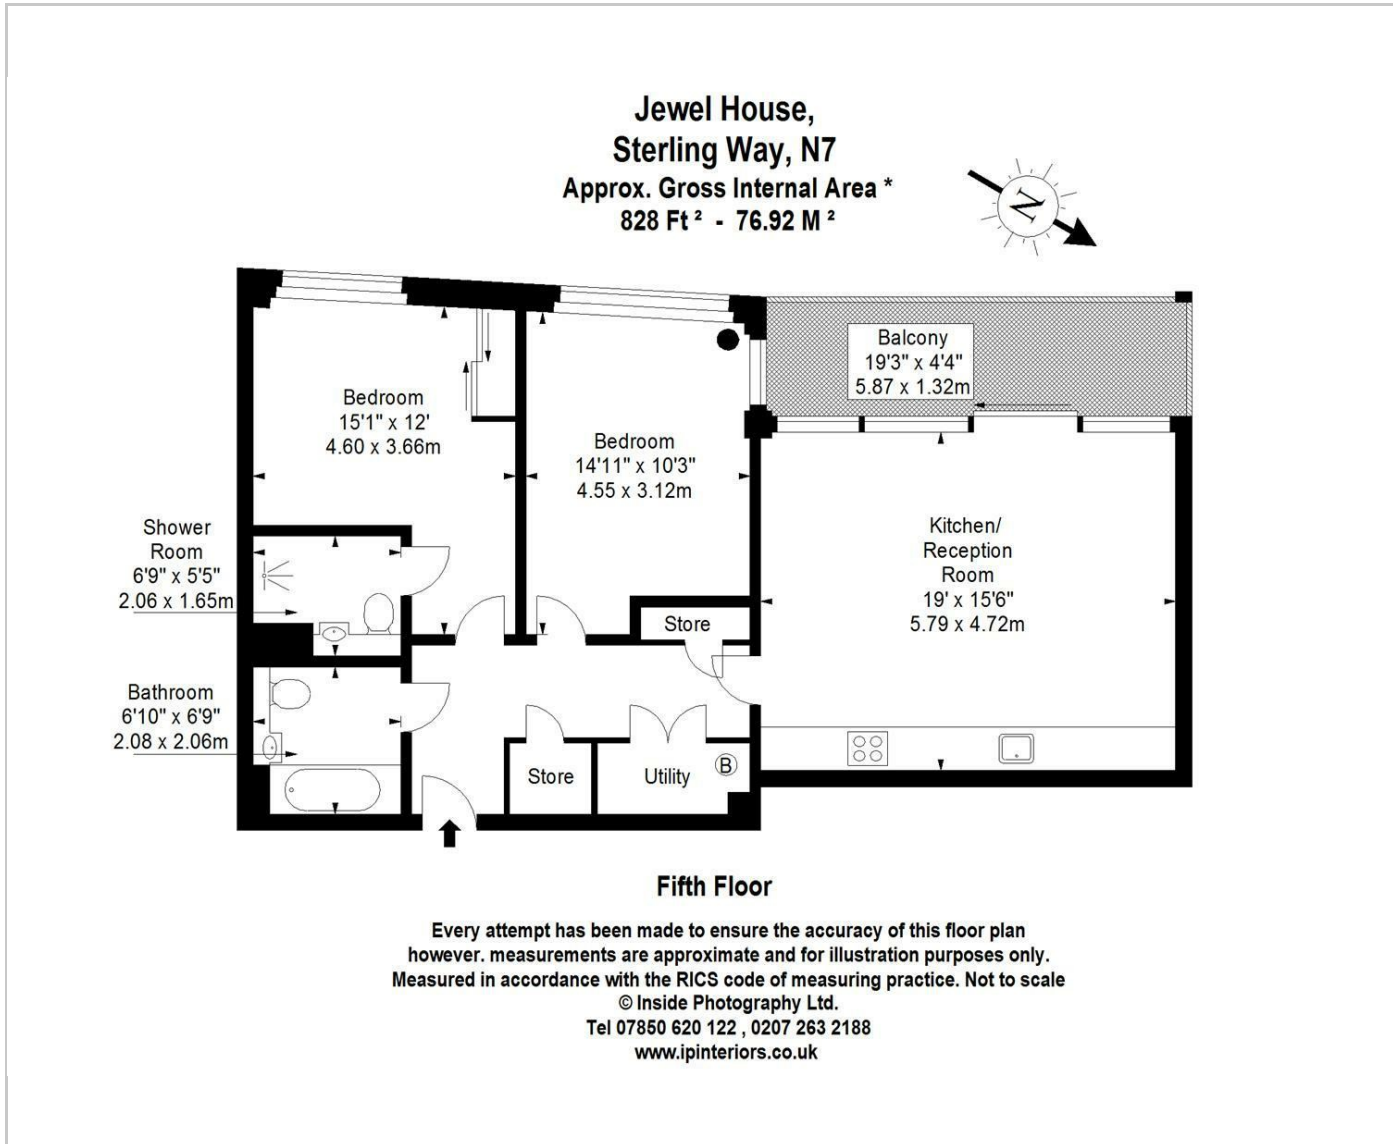 Jewel House,
Sterling Way, N7
Approx. Gross Internal Area *
828 Ft ² - 76.92 M ²
N
Balcony
19'3" x 4'4"
5.87 x 1.32m
Bedroom
15'1" x 12'
4.60 x 3.66m
Bedroom
14'11" x 10'3"
4.55 x 3.12m
Shower
Room
6'9" x 5'5"
2.06 x 1.65m
Kitchen/
Reception
Room
19' x 15'6"
5.79 x 4.72m
Store
Bathroom
6'10" x 6'9"
2.08 x 2.06m
Store
Utility
B
Fifth Floor
Every attempt has been made to ensure the accuracy of this floor plan
however. measurements are approximate and for illustration purposes only.
Measured in accordance with the RICS code of measuring practice. Not to scale
© Inside Photography Ltd.
Tel 07850 620 122 , 0207 263 2188
www.ipinteriors.co.uk